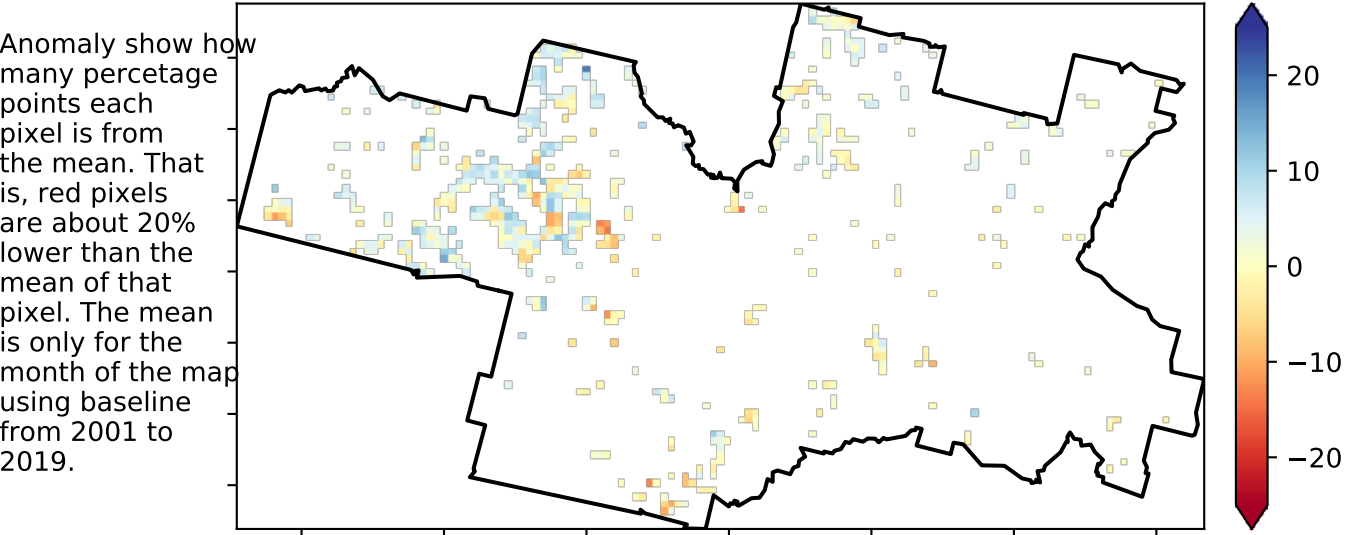 Anomaly show how
many percetage
points each
pixel is from
the mean. That
is, red pixels
are about 20%
lower than the
mean of that
pixel. The mean
is only for the
month of the map
using baseline
from 2001 to
2019.
20
10
0
−10
−20